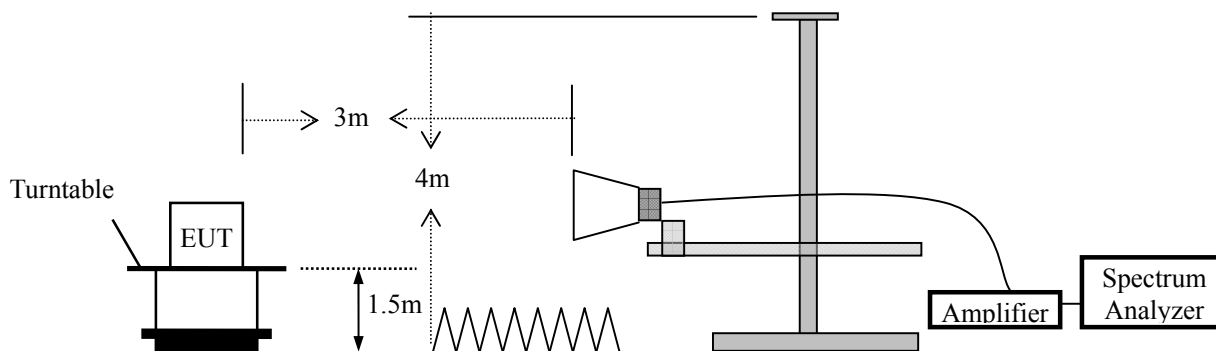 3m
4m
Turntable
EUT
1.5m
Spectrum
Analyzer
Amplifier